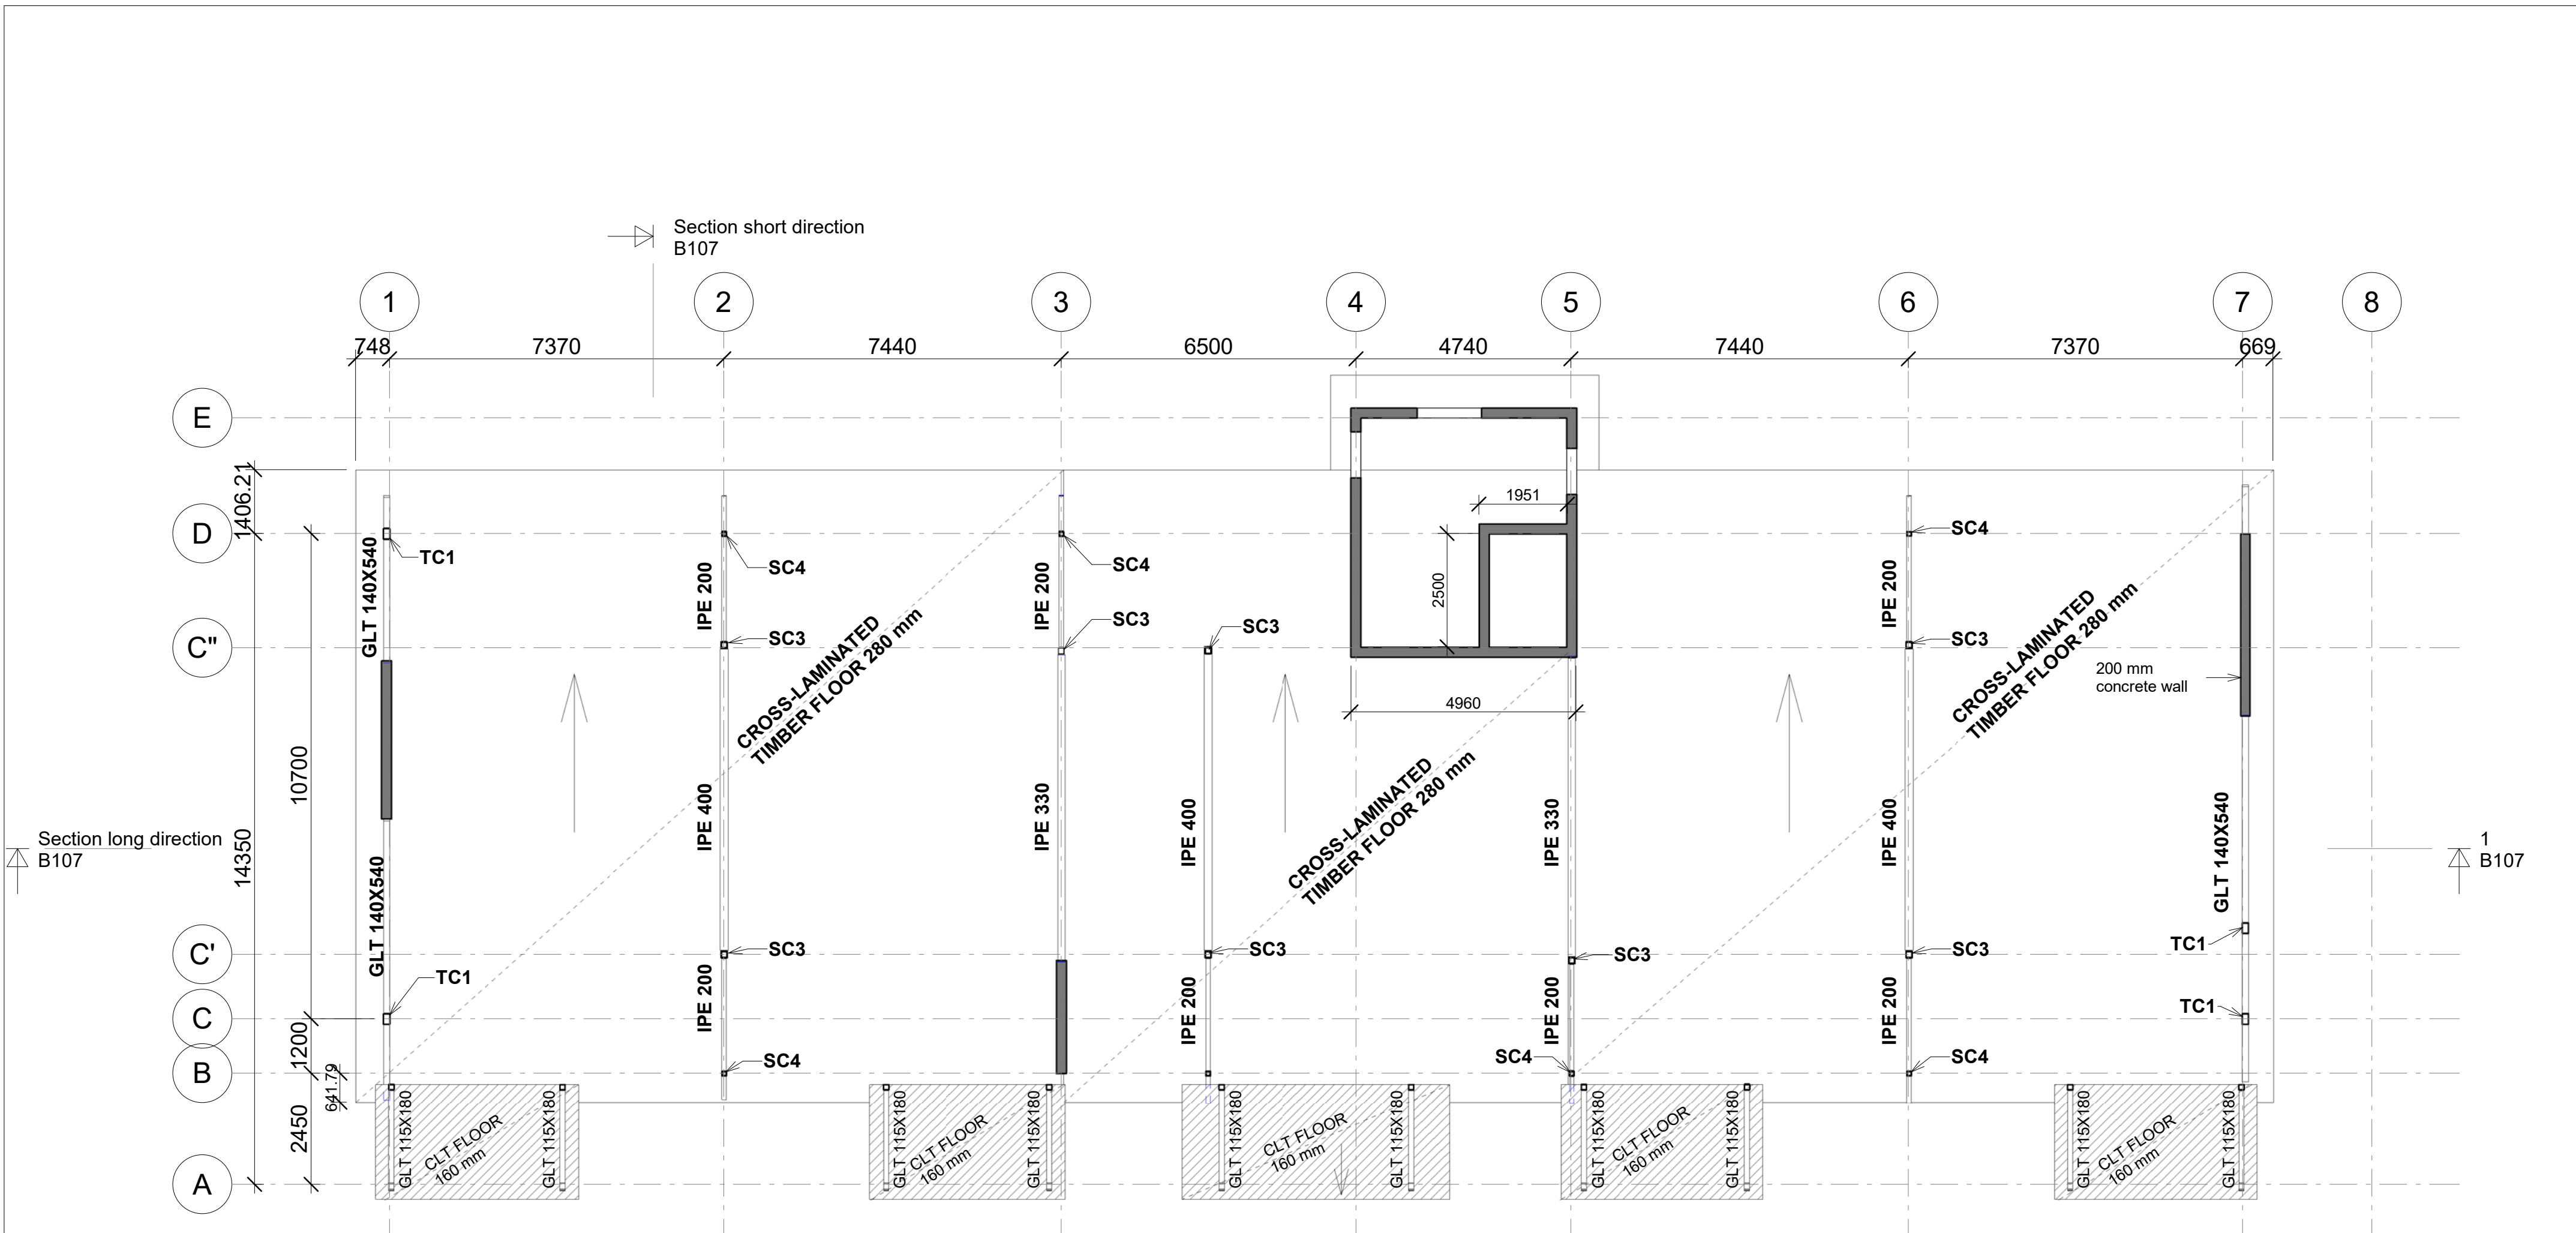 Section short direction
B107
1
2
3
4
5
6
7
8
748
7370
7440
6500
4740
7440
7370
669
E
D
C"
C'
C
B
A
1406.21
14350
10700
1200
641.79
2450
1951
2500
4960
GLT 140X540
TC1
IPE 200
SC4
SC3
IPE 200
SC4
SC3
SC3
IPE 200
SC4
SC3
CROSS-LAMINATED
TIMBER FLOOR 280 mm
CROSS-LAMINATED
TIMBER FLOOR 280 mm
CROSS-LAMINATED
TIMBER FLOOR 280 mm
200 mm
concrete wall
Section long direction
B107
1
B107
GLT 140X540
IPE 400
IPE 330
IPE 400
IPE 330
IPE 400
GLT 140X540
TC1
SC3
SC3
SC3
SC3
TC1
TC1
IPE 200
IPE 200
IPE 200
IPE 200
SC4
SC4
SC4
GLT 115X180
CLT FLOOR
160 mm
GLT 115X180
GLT 115X180
CLT FLOOR
160 mm
GLT 115X180
GLT 115X180
CLT FLOOR
160 mm
GLT 115X180
GLT 115X180
CLT FLOOR
160 mm
GLT 115X180
GLT 115X180
CLT FLOOR
160 mm
GLT 115X180